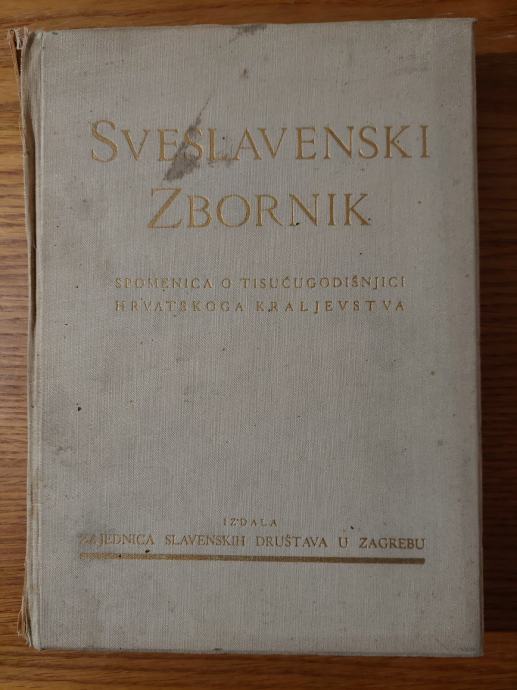 SVESLAVENSKI
ZBORNIK
SPOMENICA O TISUĆUGODIŠNJICI
HRVATSKOGA KRALJEVSTVA
IZDALA
ZAJEDNICA SLAVENSKIH DRUŠTAVA U ZAGREBU